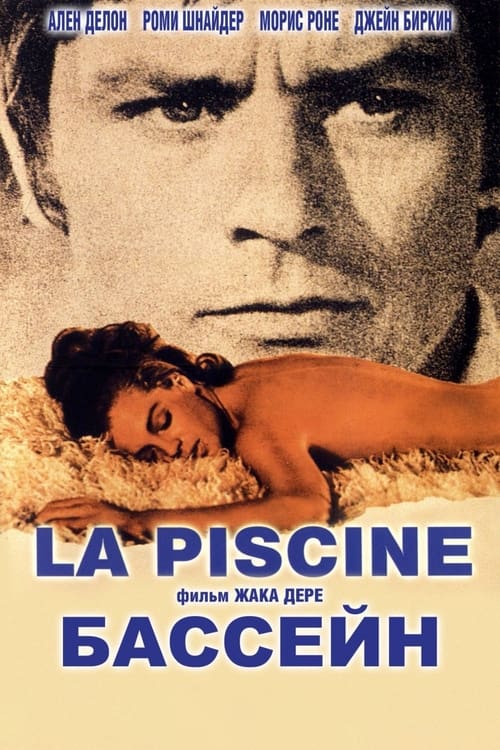 АЛЕН ДЕЛОН РОМИ ШНАЙДЕР МОРИС РОНЕ ДЖЕЙН БИРКИН
LA PISCINE
фильм ЖАКА ДЕРЕ
БАССЕЙН